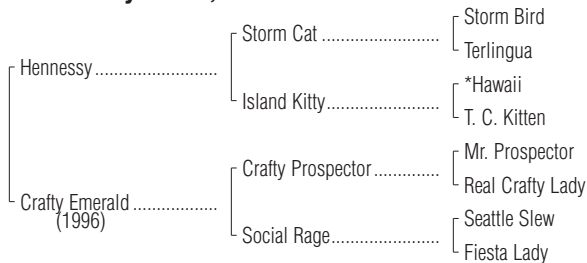 Storm Bird
Storm Cat ........................
Terlingua
Hennessy .........................
*Hawaii
Island Kitty ........................
T. C. Kitten
Mr. Prospector
Crafty Prospector..............
Real Crafty Lady
Crafty Emerald .................
(1996)
Seattle Slew
Social Rage.......................
Fiesta Lady